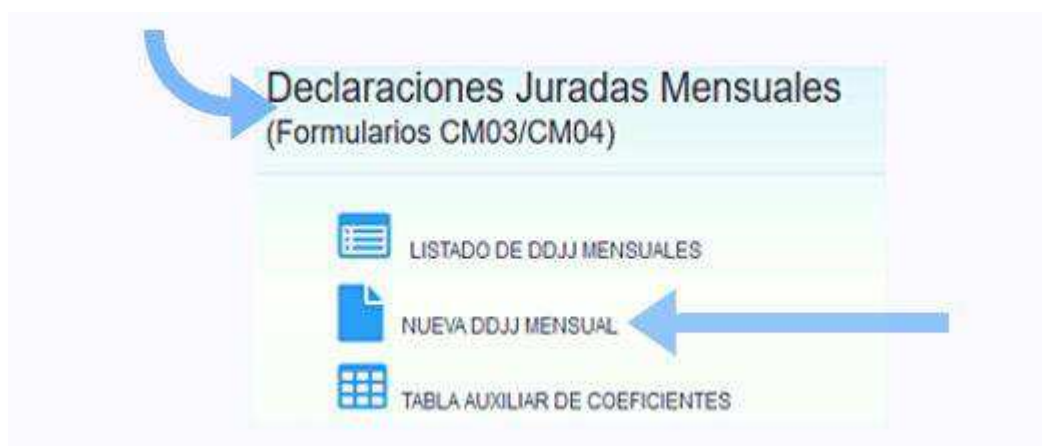 Declaraciones Juradas Mensuales
(Formularios CM03/CM04)
LISTADO DE DDJJ MENSUALES
NUEVA DDJJ MENSUAL
TABLA AUXILIAR DE COEFICIENTES